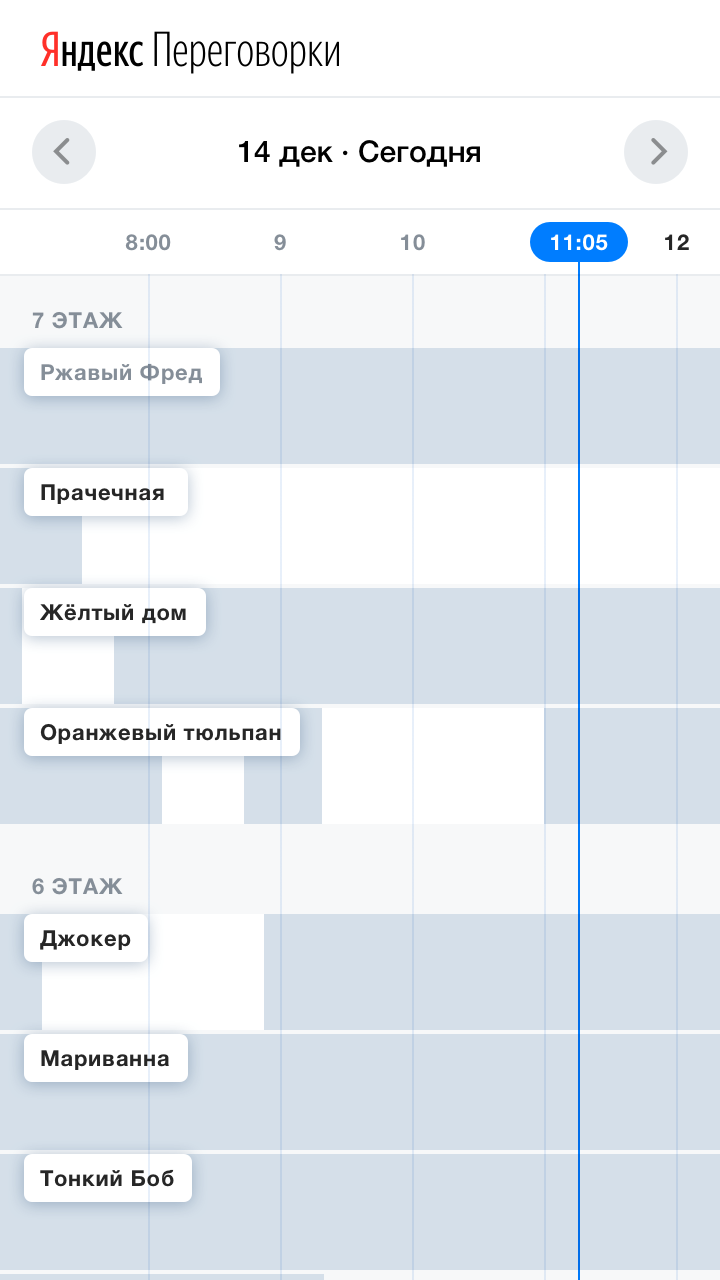 Яндекс Переговорки
14 дек · Сегодня
8:00 9 10 11:05 12
7 ЭТАЖ
Ржавый Фред
Прачечная
Жёлтый дом
Оранжевый тюльпан
6 ЭТАЖ
Джокер
Мариванна
Тонкий Боб